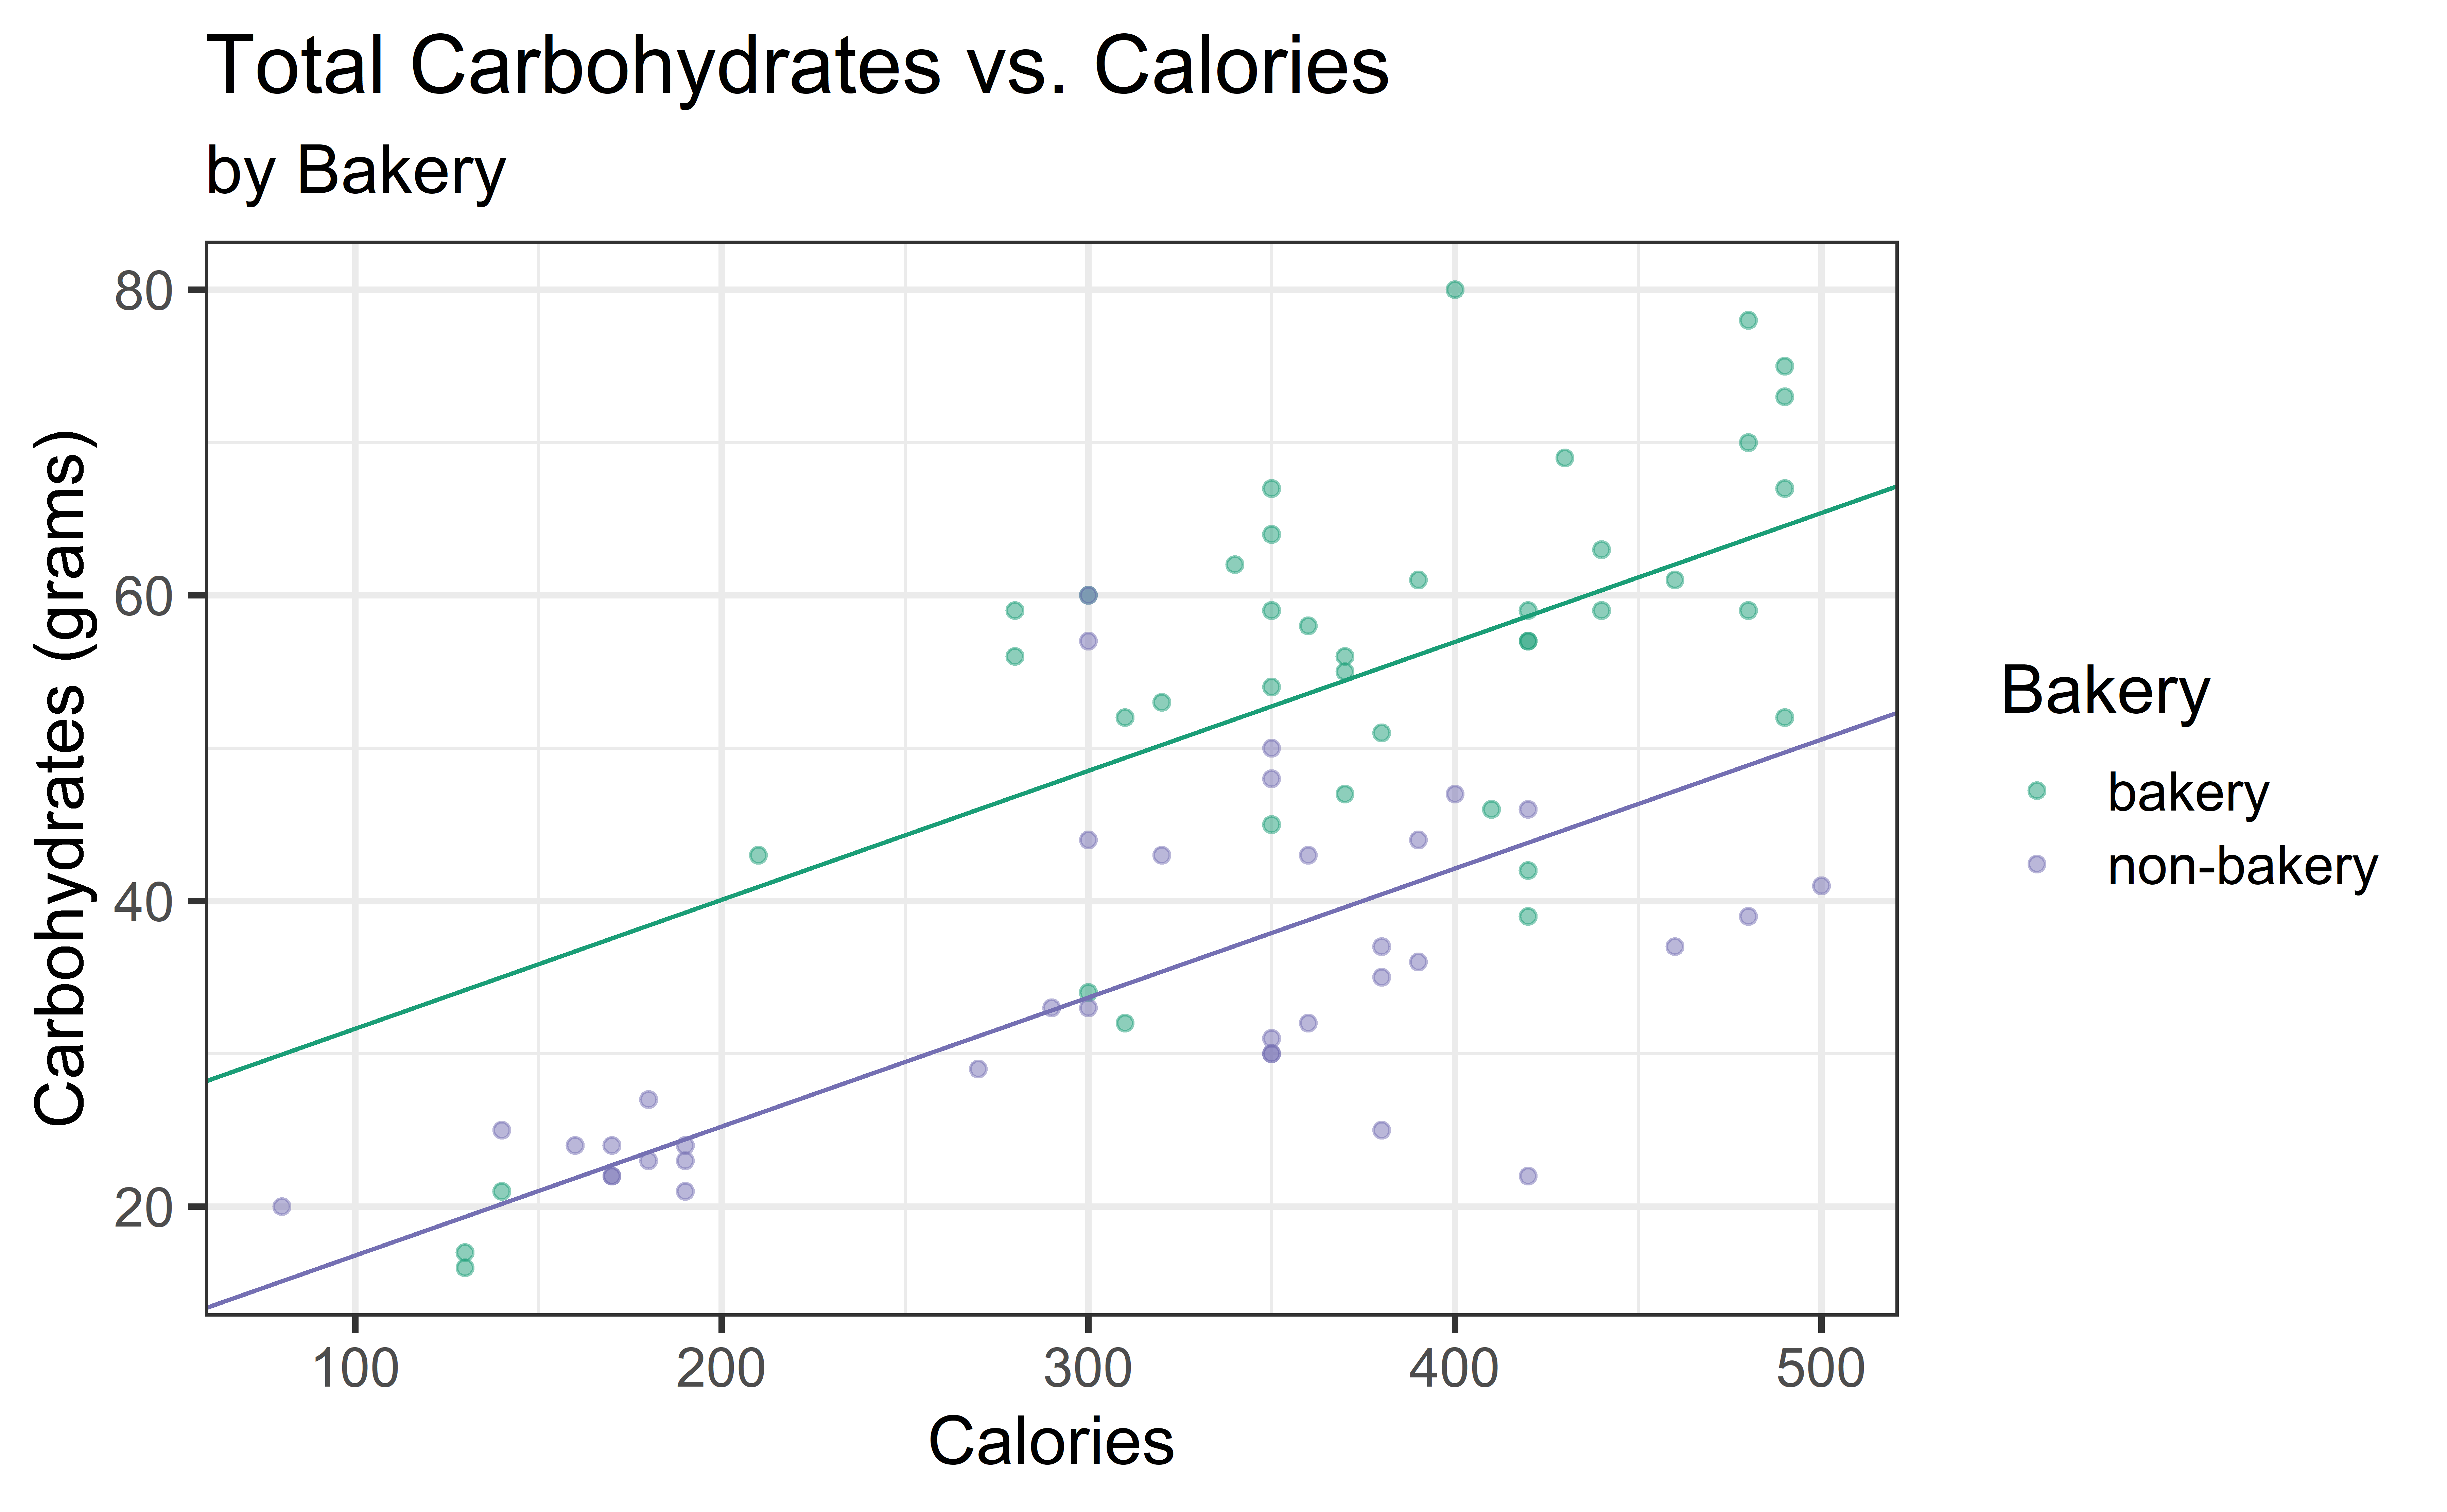 Total Carbohydrates vs. Calories
by Bakery
80
60
40
20
Carbohydrates (grams)
100 200 300 400 500
Calories
Bakery
bakery
non-bakery